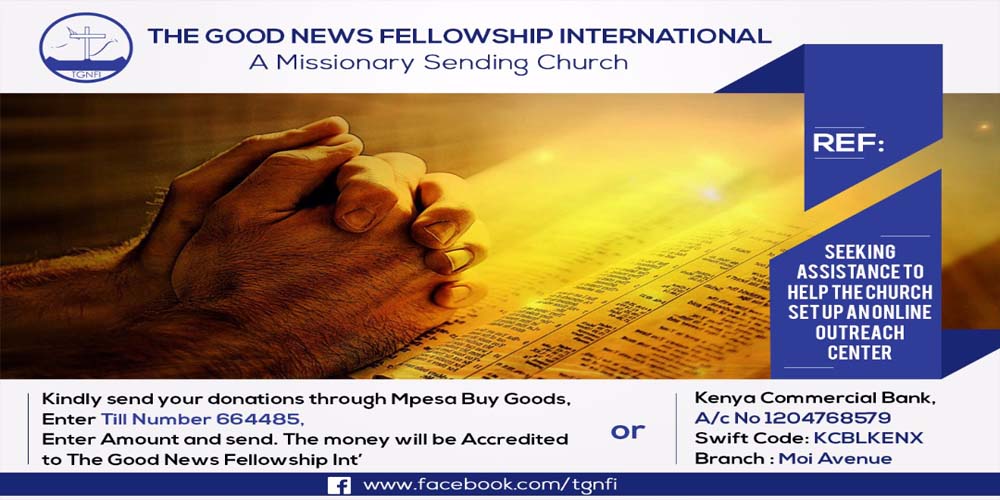 THE GOOD NEWS FELLOWSHIP INTERNATIONAL
A Missionary Sending Church
TGNFI
REF:
SEEKING
ASSISTANCE TO
HELP THE CHURCH
SET UP AN ONLINE
OUTREACH
CENTER
Kindly send your donations through Mpesa Buy Goods,
Enter Till Number 664485,
Enter Amount and send. The money will be Accredited
to The Good News Fellowship Int'
or
Kenya Commercial Bank,
A/c No 1204768579
Swift Code: KCBLKENX
Branch : Moi Avenue
www.facebook.com/tgnfi